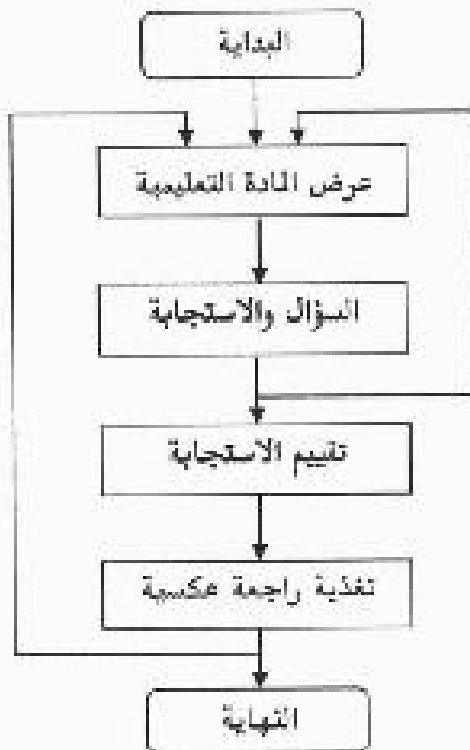 البداية
عرض المادة التعليمية
السؤال والاستجابة
تقييم الاستجابة
تغذية راجعة عكسية
النهاية